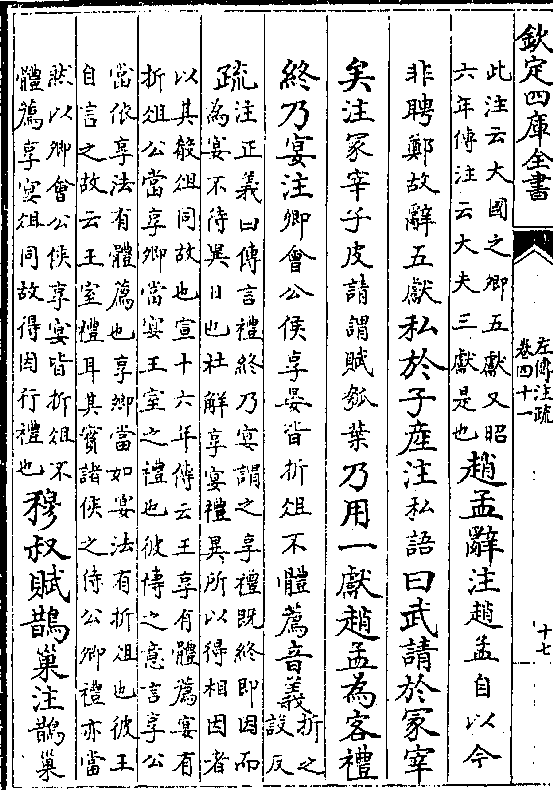 欽定四庫全書
左傳注疏
卷四十一
十七
此注云大國之卿五獻又昭
六年傳注云大夫三獻是也趙孟辭注趙孟自以今
非聘鄭故辭五獻私於子產注私語曰武請於冢宰
矣注冢宰子皮請謂賦瓠葉乃用一獻趙孟為客禮
終乃宴注卿會公侯享宴皆折俎不體薦音義折之
設反
疏注正義曰傳言禮終乃宴謂之享禮既終即因而
為宴不待異日也杜解享宴禮異所以得相因者
以其殽俎同故也宣十六年傳云王享有體薦宴有
折俎公當享卿當宴王室之禮也彼傳之意言享公
當依享法有體薦也享卿當如宴法有折俎也彼王
自言之故云王室禮耳其實諸侯之待公卿禮亦當
然以卿會公侯享宴皆折俎不
體薦享宴俎同故得因行禮也穆叔賦鵲巢注鵲巢